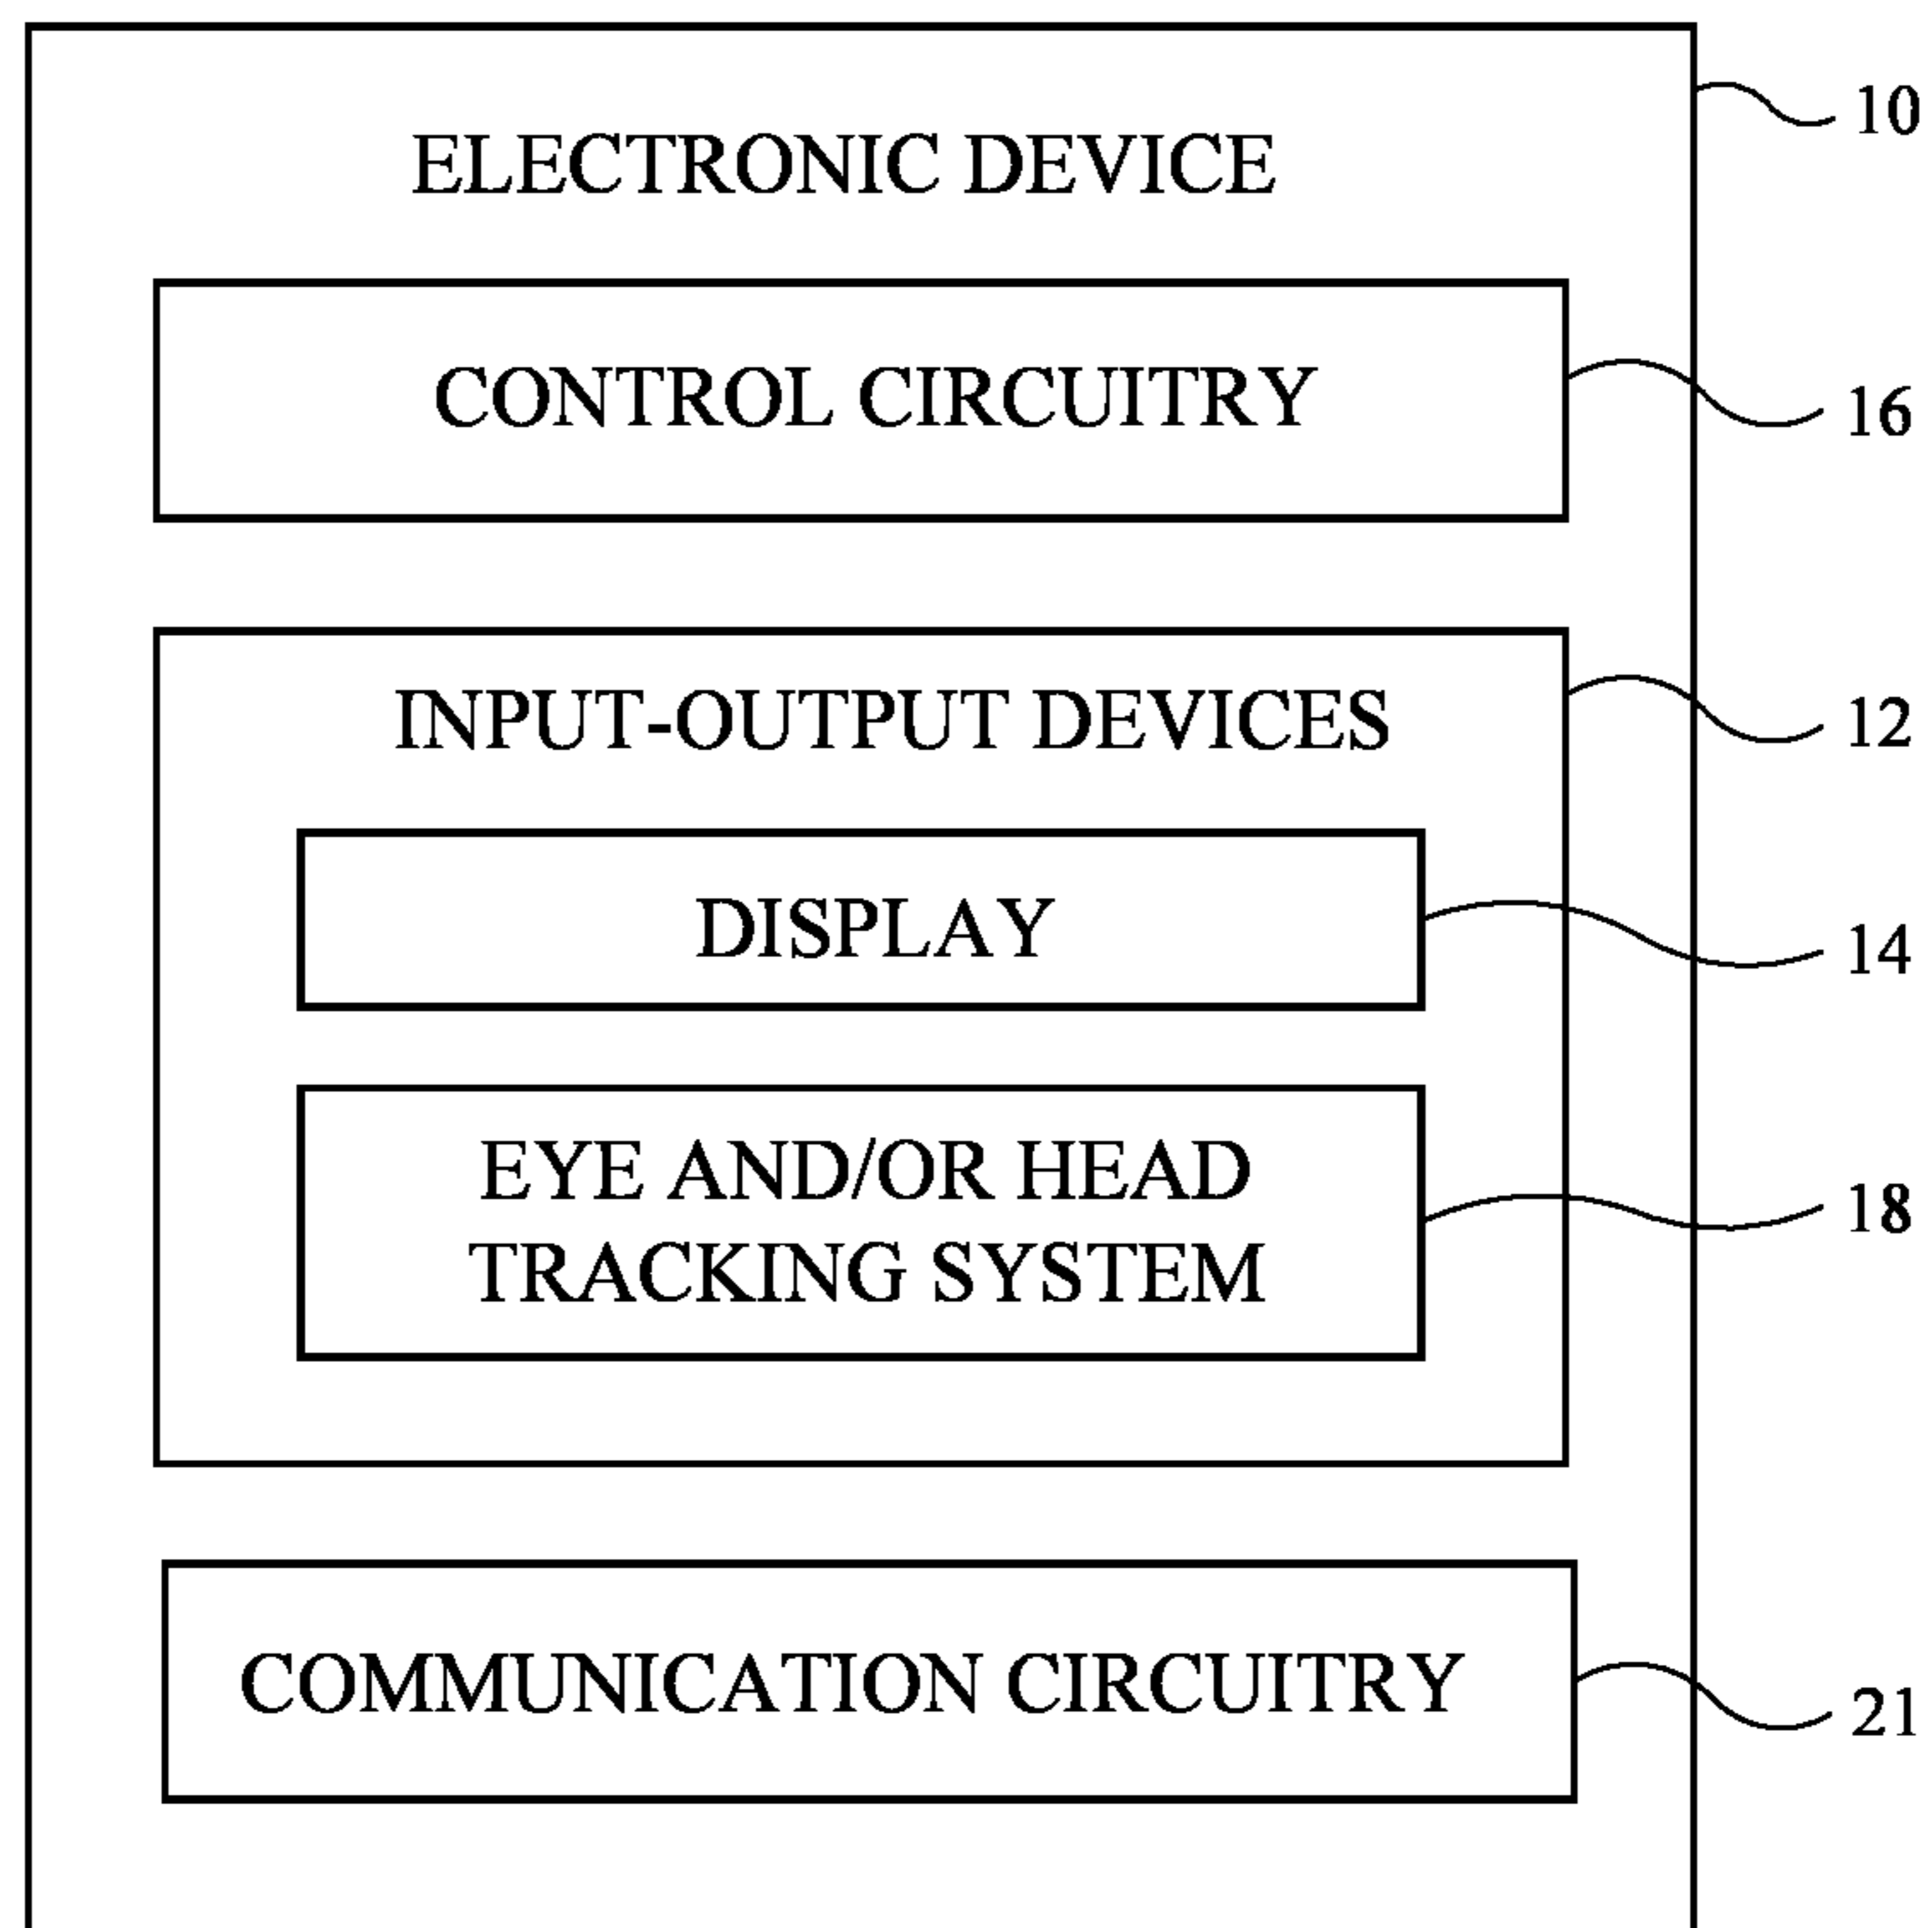 ELECTRONIC DEVICE
10
CONTROL CIRCUITRY
16
INPUT-OUTPUT DEVICES
12
DISPLAY
14
EYE AND/OR HEAD
TRACKING SYSTEM
18
COMMUNICATION CIRCUITRY
21